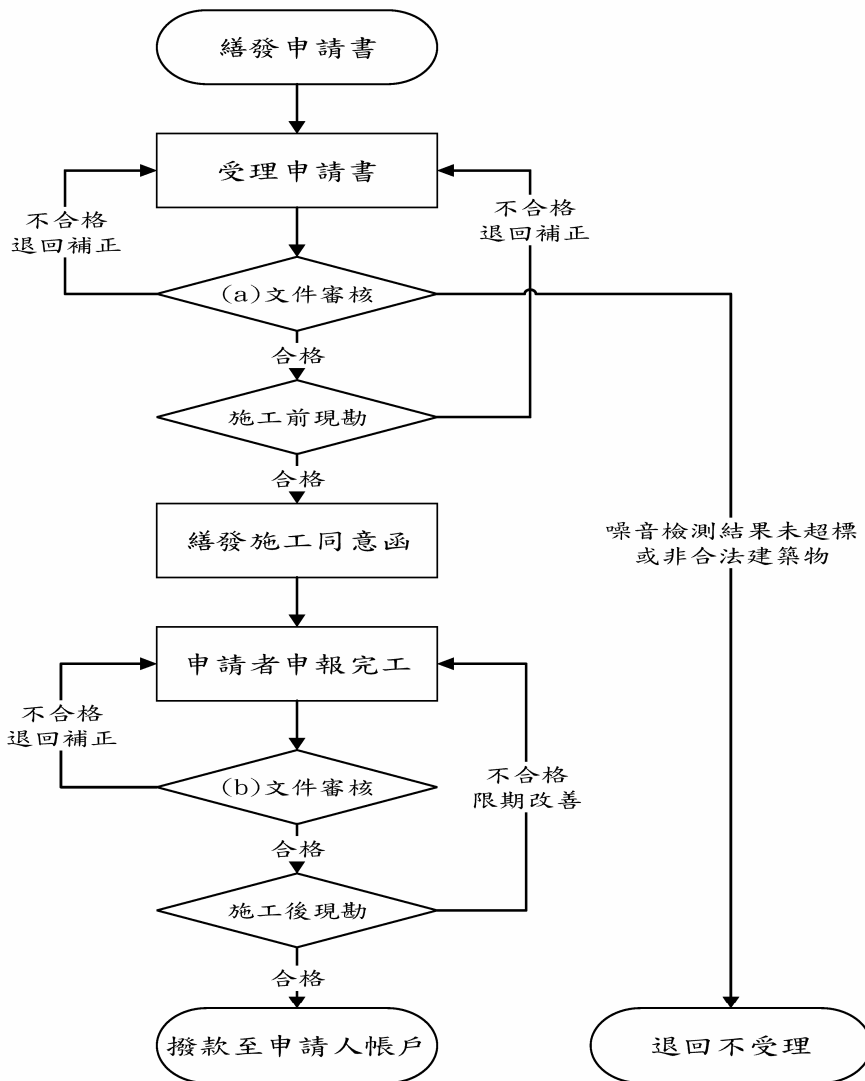 繕發申請書
受理申請書
不合格
退回補正
不合格
退回補正
(a)文件審核
合格
施工前現勘
合格
繕發施工同意函
噪音檢測結果未超標
或非合法建築物
申請者申報完工
不合格
退回補正
不合格
限期改善
(b)文件審核
合格
施工後現勘
合格
撥款至申請人帳戶
退回不受理